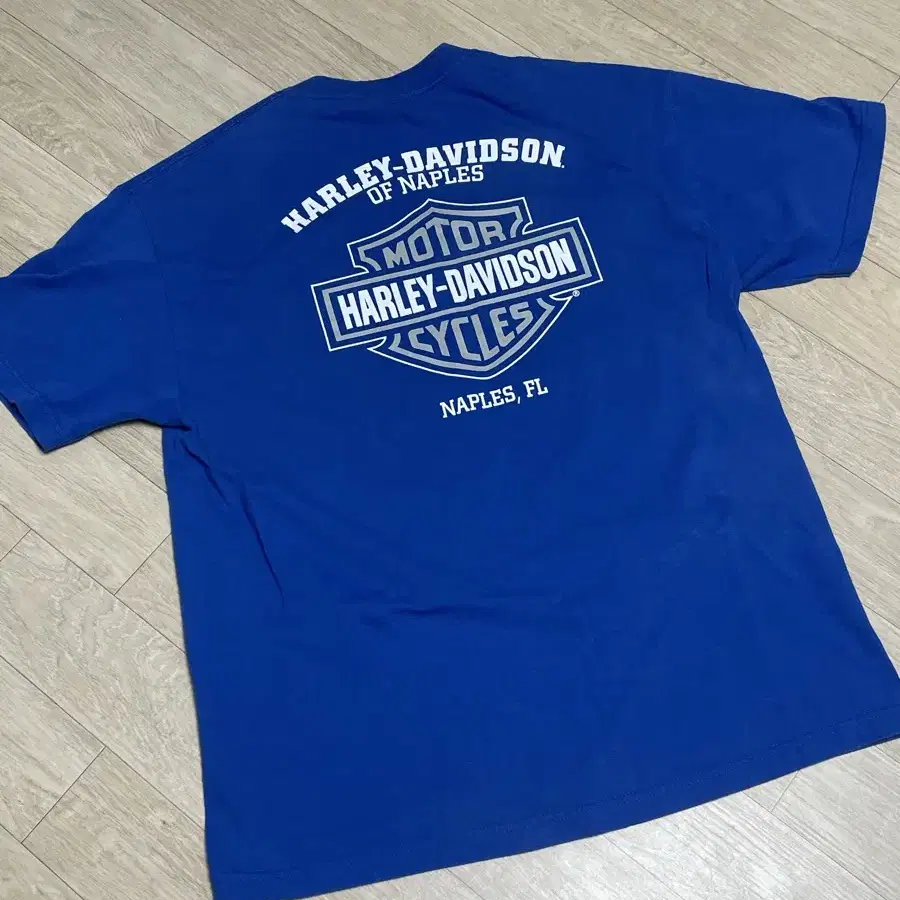 HARLEY-DAVIDSON.
OF NAPLES
MOTOR
HARLEY-DAVIDSON
CYCLES
®
NAPLES, FL